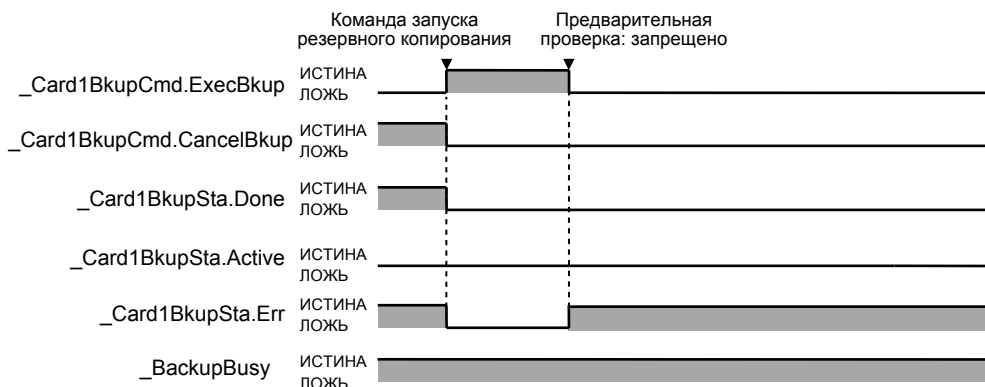 Команда запуска
резервного копирования
Предварительная
проверка: запрещено
_Card1BkupCmd.ExecBkup
ИСТИНА
ЛОЖЬ
_Card1BkupCmd.CancelBkup
ИСТИНА
ЛОЖЬ
_Card1BkupSta.Done
ИСТИНА
ЛОЖЬ
_Card1BkupSta.Active
ИСТИНА
ЛОЖЬ
_Card1BkupSta.Err
ИСТИНА
ЛОЖЬ
_BackupBusy
ИСТИНА
ЛОЖЬ